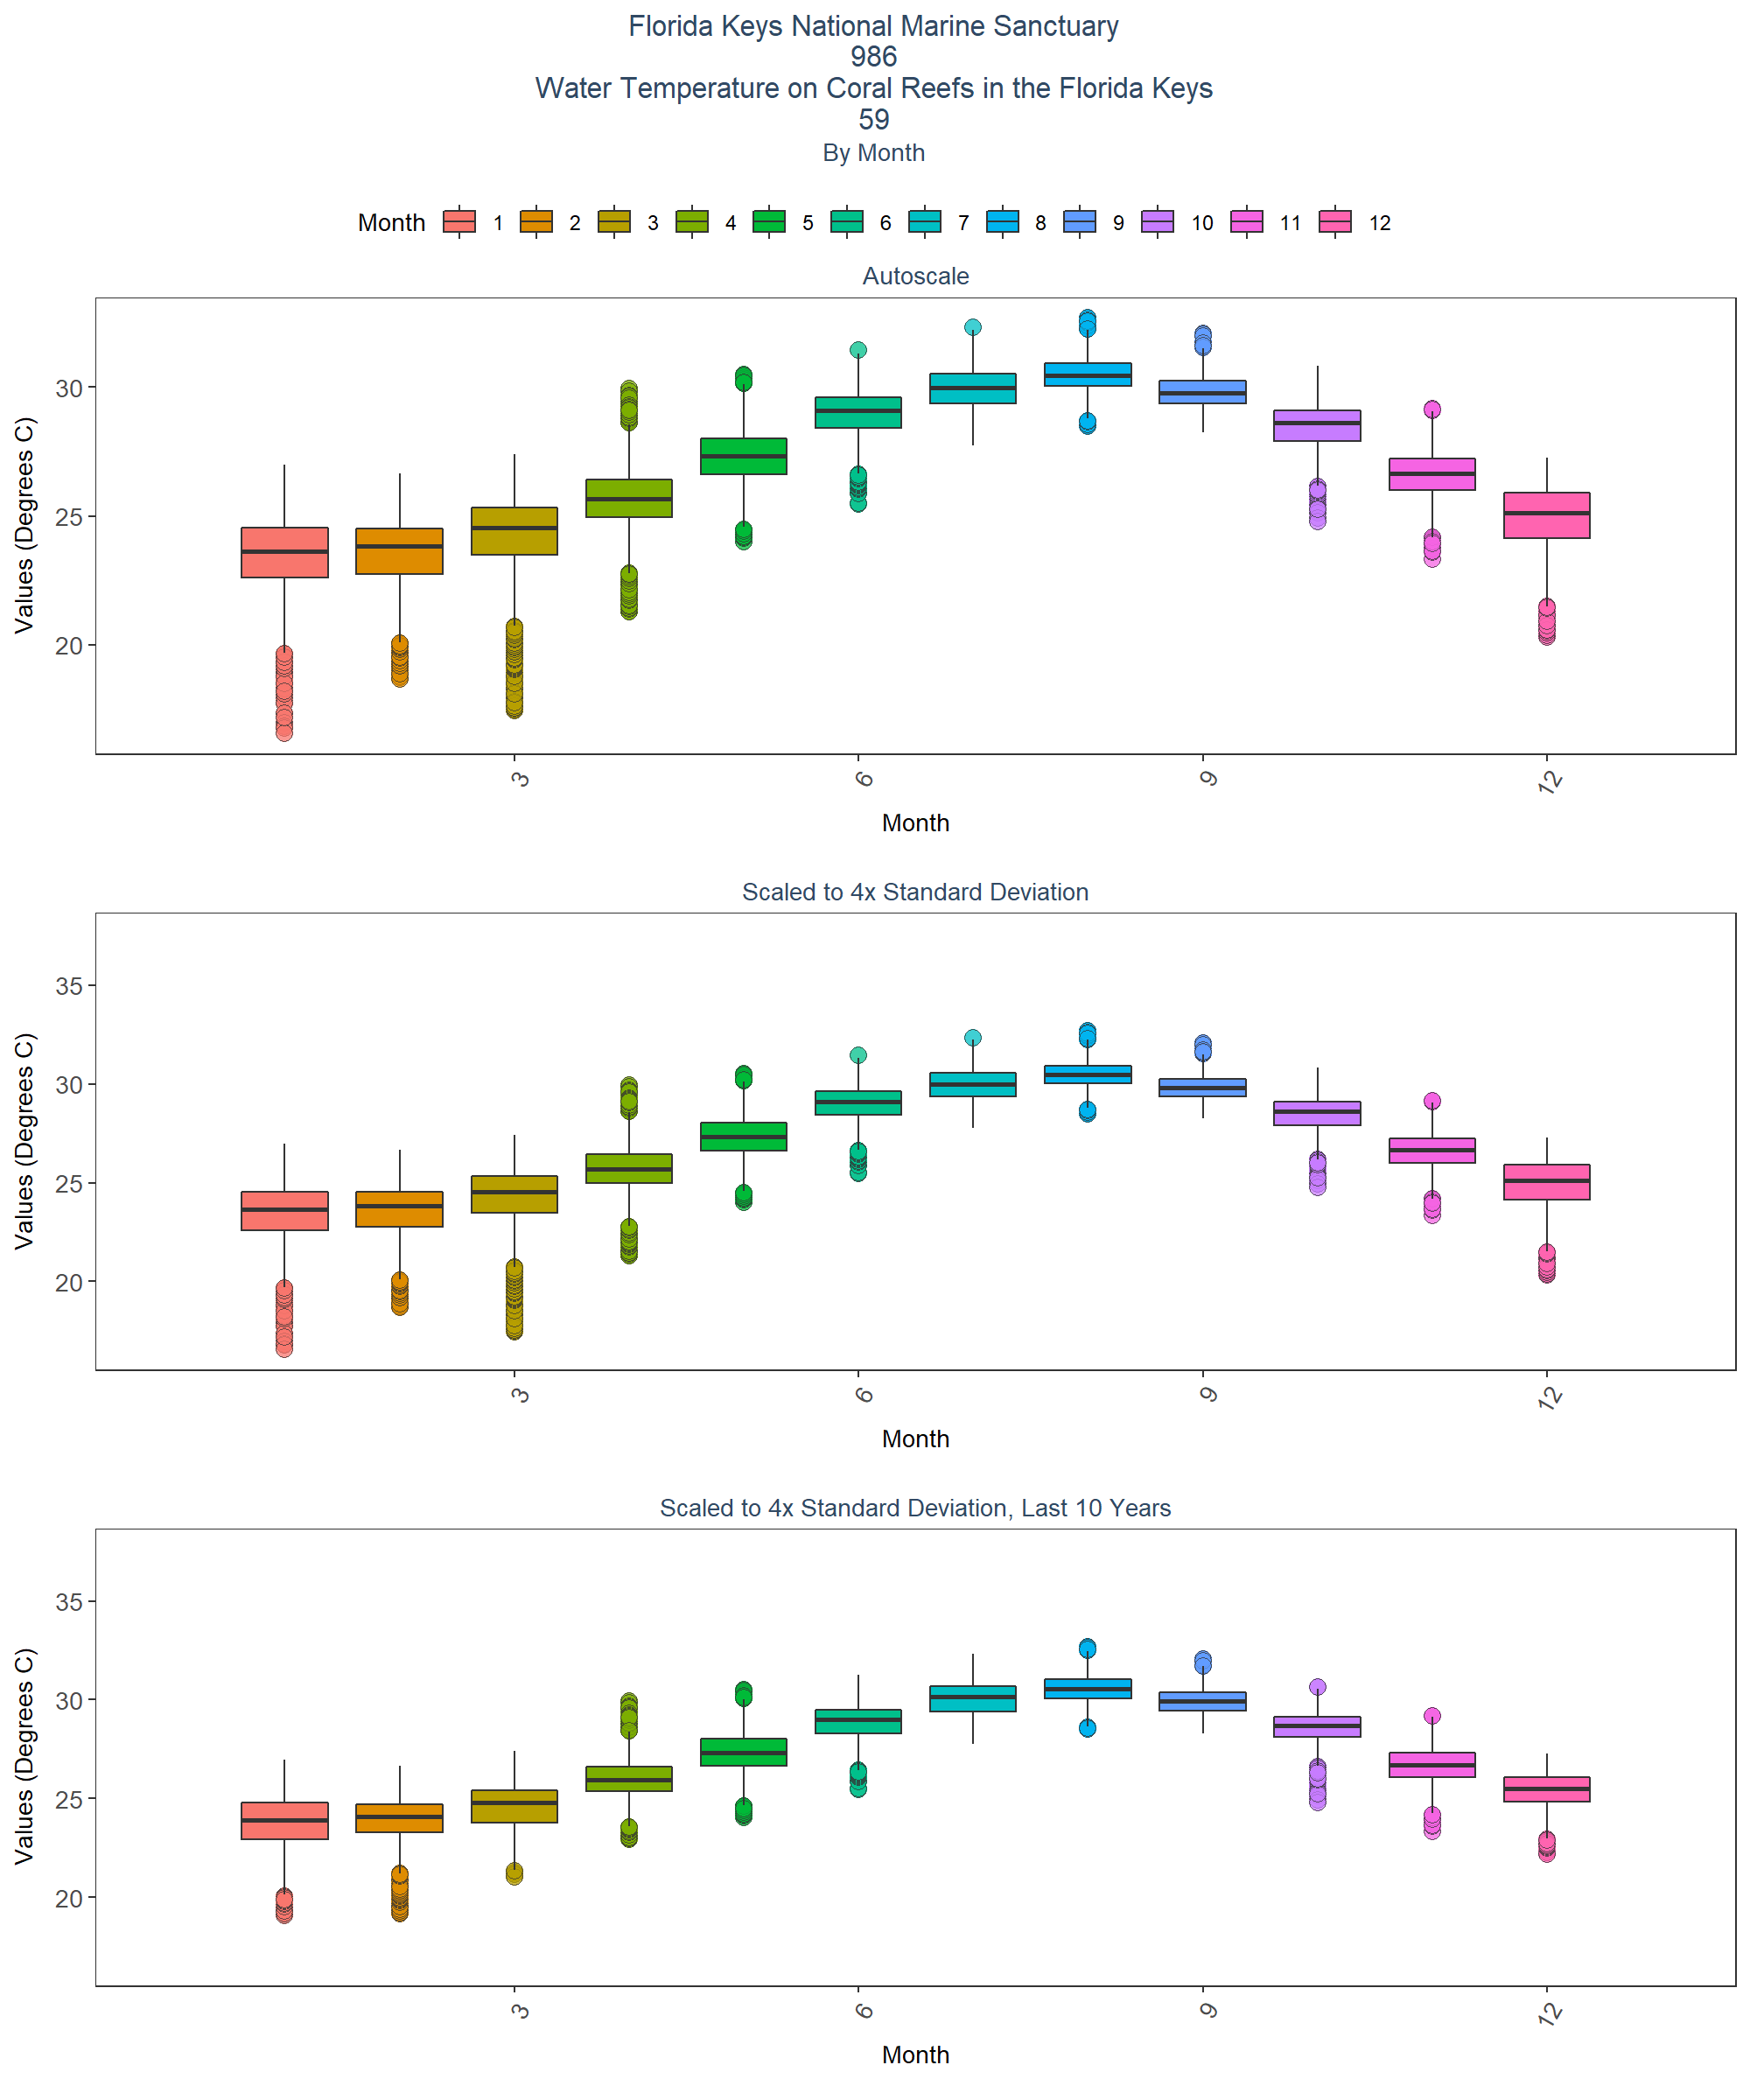 Florida Keys National Marine Sanctuary
986
Water Temperature on Coral Reefs in the Florida Keys
59
By Month
Month 1 2 3 4 5 6 7 8 9 10 11 12
Autoscale
Values (Degrees C)
30
25
20
3 6 9 12
Month
Scaled to 4x Standard Deviation
Values (Degrees C)
35
30
25
20
3 6 9 12
Month
Scaled to 4x Standard Deviation, Last 10 Years
Values (Degrees C)
35
30
25
20
3 6 9 12
Month